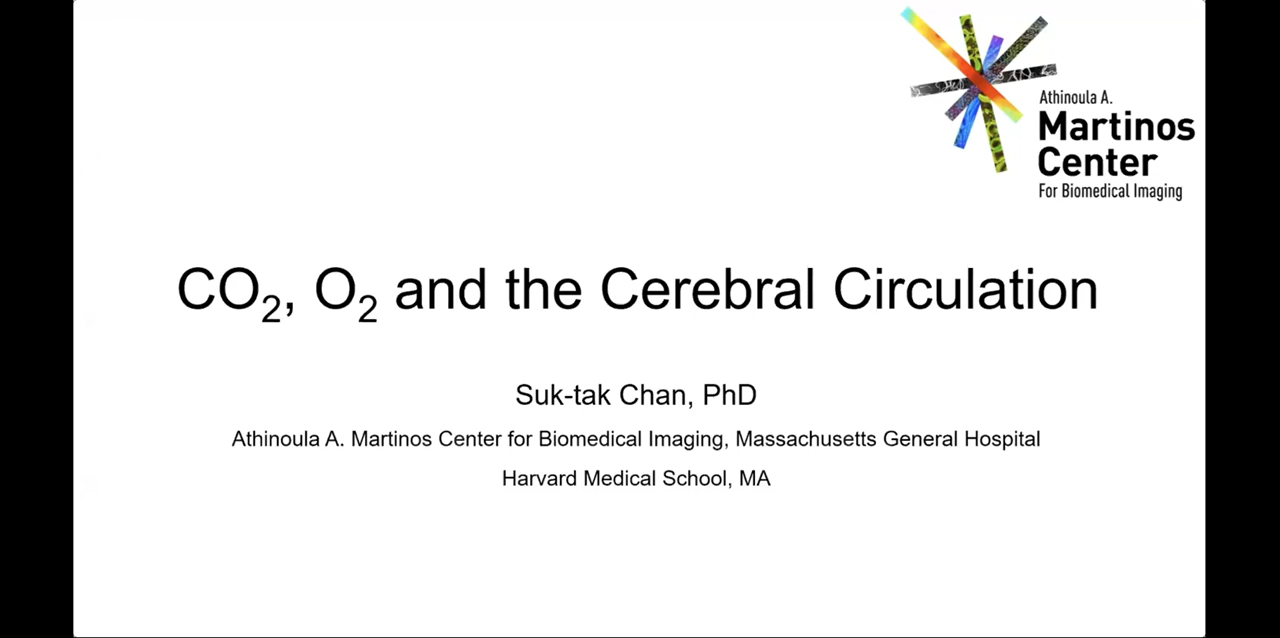 Athinoula A.
Martinos
Center
For Biomedical Imaging
CO₂, O₂ and the Cerebral Circulation
Suk-tak Chan, PhD
Athinoula A. Martinos Center for Biomedical Imaging, Massachusetts General Hospital
Harvard Medical School, MA